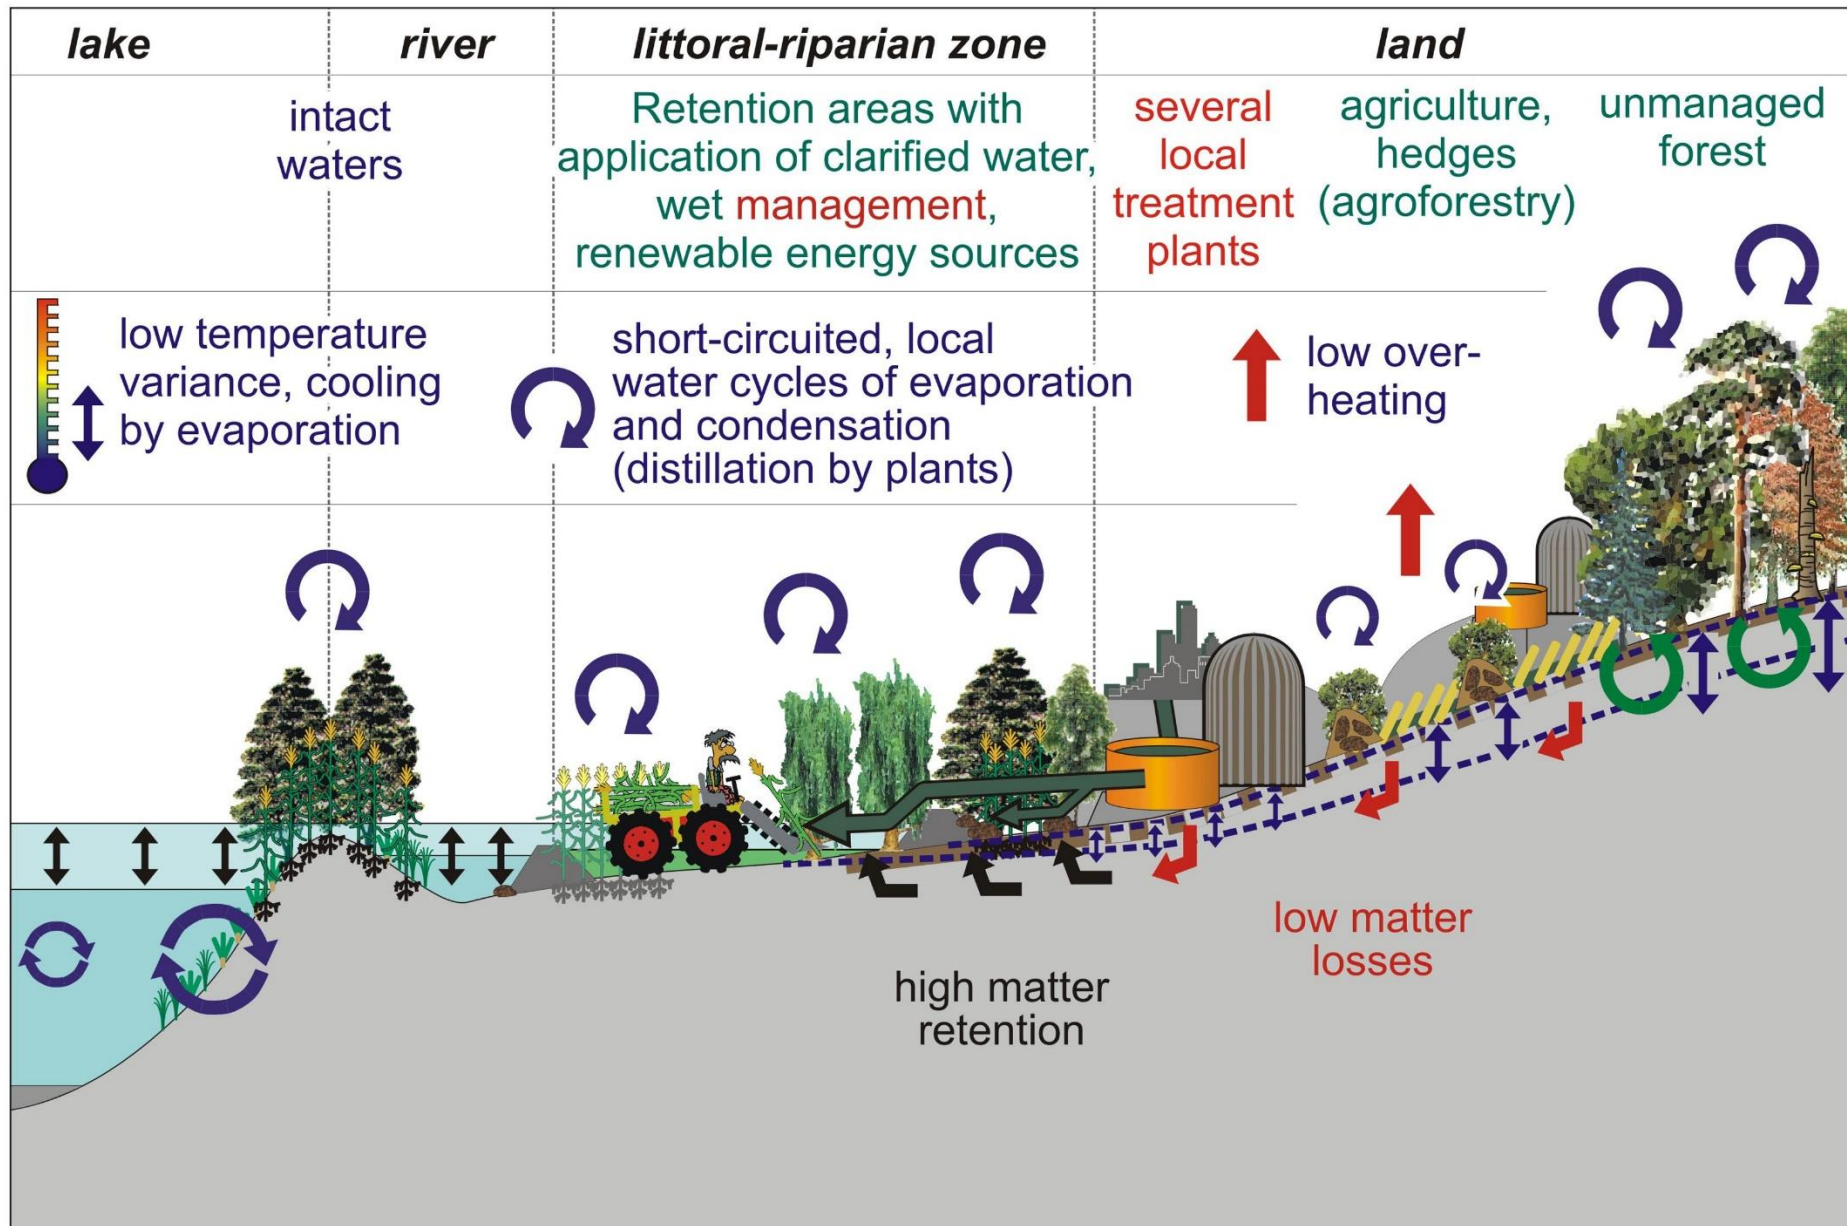 lake
river
littoral-riparian zone
land
intact
waters
Retention areas with
application of clarified water,
wet management,
renewable energy sources
several
local
treatment
plants
agriculture,
hedges
(agroforestry)
unmanaged
forest
low temperature
variance, cooling
by evaporation
short-circuited, local
water cycles of evaporation
and condensation
(distillation by plants)
low over-
heating
low matter
losses
high matter
retention